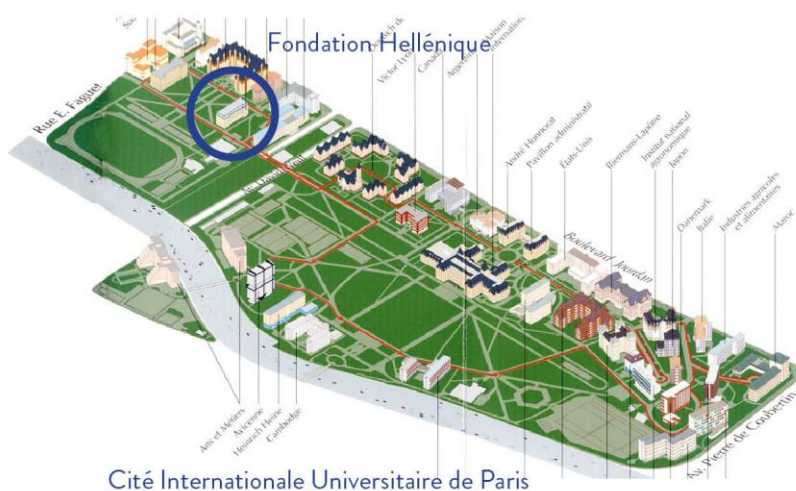 Fondation Hellénique
Rue E. Faguet
Victor Lyon
Canada
Argentine
Maison
internationale
André Honnorat
Pavillon administratif
États-Unis
Biermans-Lapôtre
Institut national
agronomique
Japon
Danemark
Italie
Industries agricoles
et alimentaires
Maroc
Boulevard Jourdan
Arts et Métiers
Avicenne
Heinrich Heine
Cambodge
Av. Pierre de Coubertin
Cité Internationale Universitaire de Paris